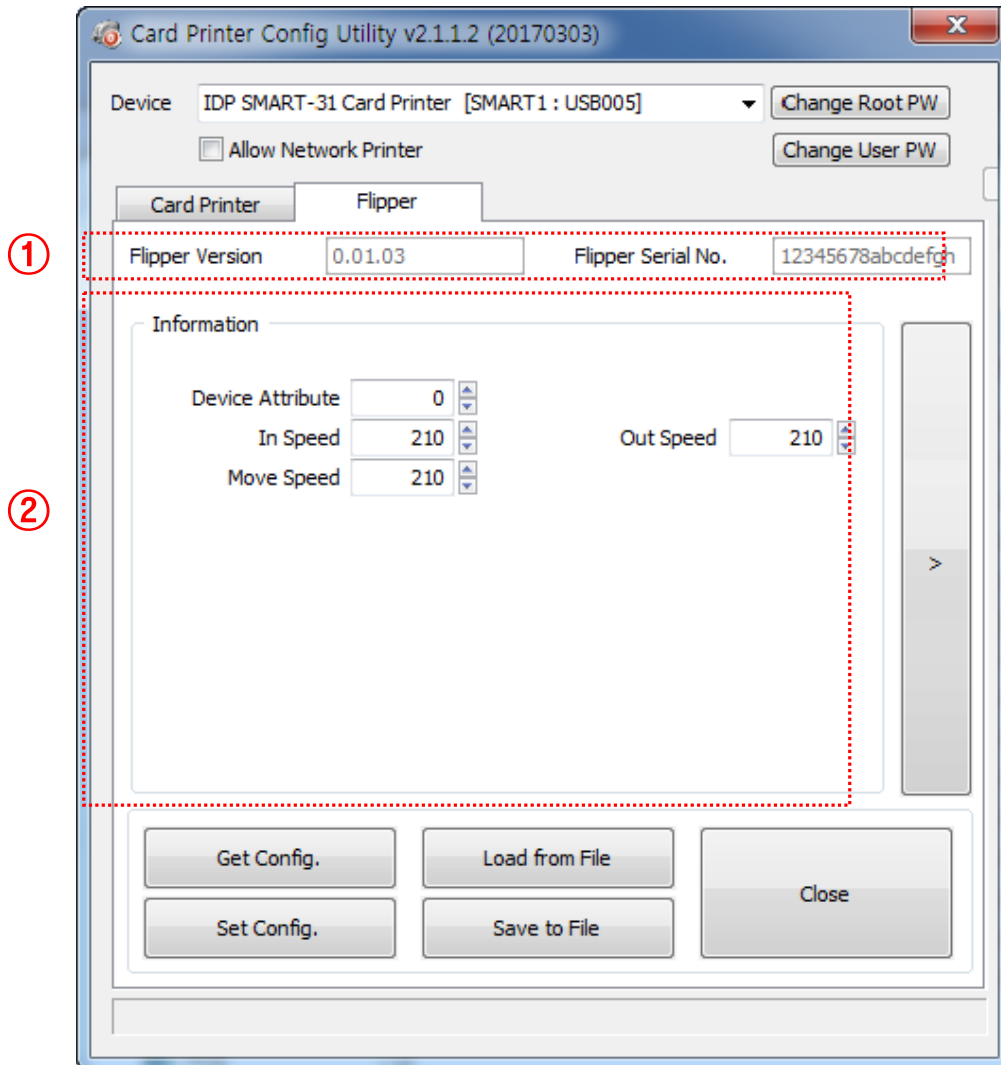 Card Printer Config Utility v2.1.1.2 (20170303)
x
Device IDP SMART-31 Card Printer [SMART1 : USB005] Change Root PW
Allow Network Printer Change User PW
Card Printer Flipper
① Flipper Version 0.01.03 Flipper Serial No. 12345678abcdefgh
Information
Device Attribute 0
In Speed 210 Out Speed 210
Move Speed 210
②
>
Get Config. Load from File
Close
Set Config. Save to File